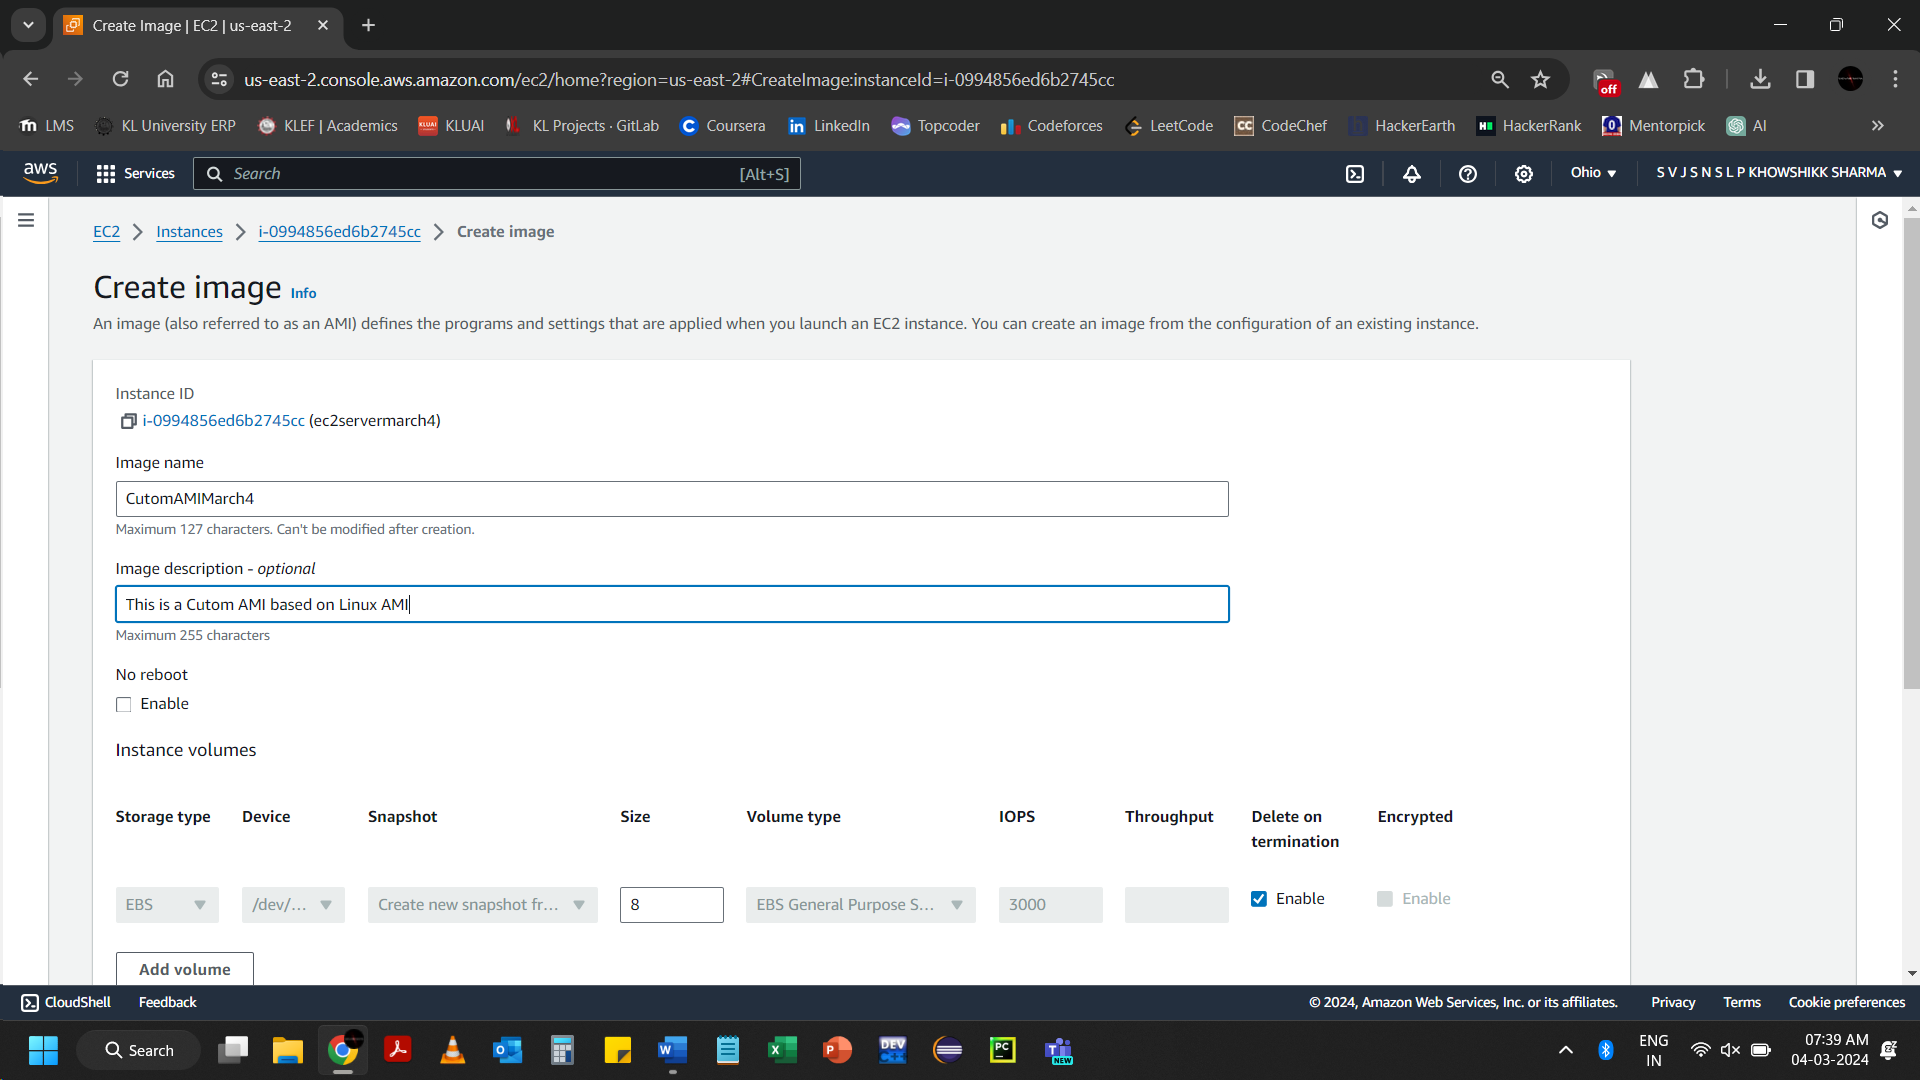 Create Image | EC2 | us-east-2
us-east-2.console.aws.amazon.com/ec2/home?region=us-east-2#CreateImage:instanceId=i-0994856ed6b2745cc
off
LMS KL University ERP KLEF | Academics KLUAI KL Projects · GitLab Coursera LinkedIn Topcoder Codeforces LeetCode CodeChef HackerEarth HackerRank Mentorpick AI
aws Services Search [Alt+S] Ohio S V J S N S L P KHOWSHIKK SHARMA
EC2 Instances i-0994856ed6b2745cc Create image
Create image Info
An image (also referred to as an AMI) defines the programs and settings that are applied when you launch an EC2 instance. You can create an image from the configuration of an existing instance.
Instance ID
i-0994856ed6b2745cc (ec2servermarch4)
Image name
CutomAMIMarch4
Maximum 127 characters. Can't be modified after creation.
Image description - optional
This is a Cutom AMI based on Linux AMI
Maximum 255 characters
No reboot
Enable
Instance volumes
Storage type Device Snapshot Size Volume type IOPS Throughput Delete on termination Encrypted
EBS /dev/... Create new snapshot fr... 8 EBS General Purpose S... 3000 Enable Enable
Add volume
CloudShell Feedback © 2024, Amazon Web Services, Inc. or its affiliates. Privacy Terms Cookie preferences
Search ENG IN 07:39 AM
04-03-2024